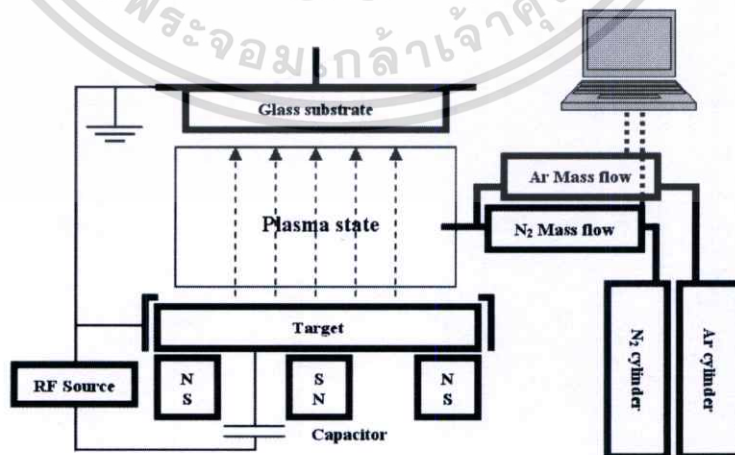 พระจอมเกล้าเจ้าคุณ
Glass substrate
Ar Mass flow
Plasma state
N₂ Mass flow
Target
RF Source
N
S
S
N
N
S
Capacitor
N₂ cylinder
Ar cylinder